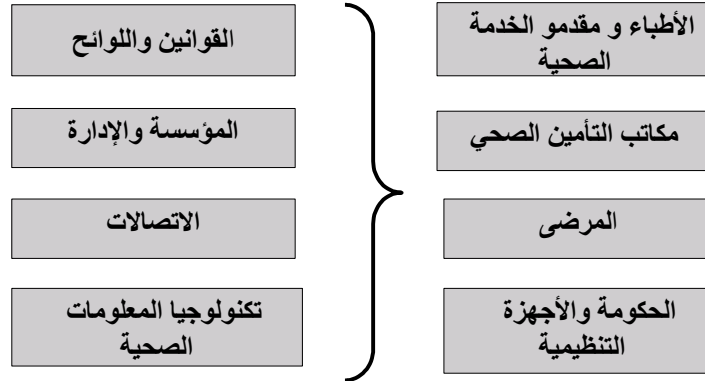 الأطباء و مقدمو الخدمة
الصحية
مكاتب التأمين الصحي
المرضى
الحكومة والأجهزة
التنظيمية
القوانين واللوائح
المؤسسة والإدارة
الاتصالات
تكنولوجيا المعلومات
الصحية